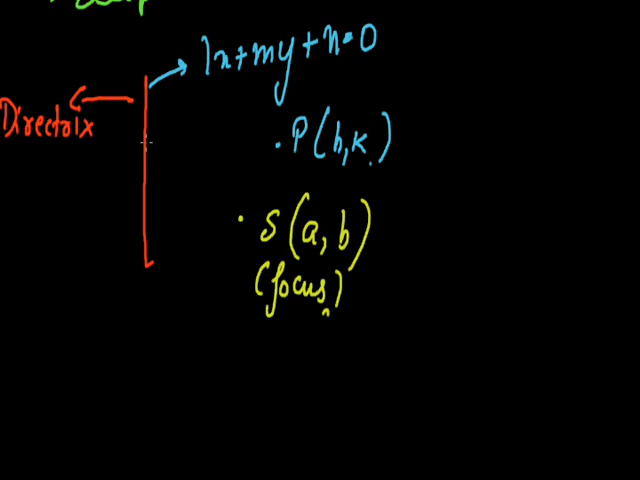 lx+my+n=0
Directrix
P(h,k)
S(a,b)
(focus)